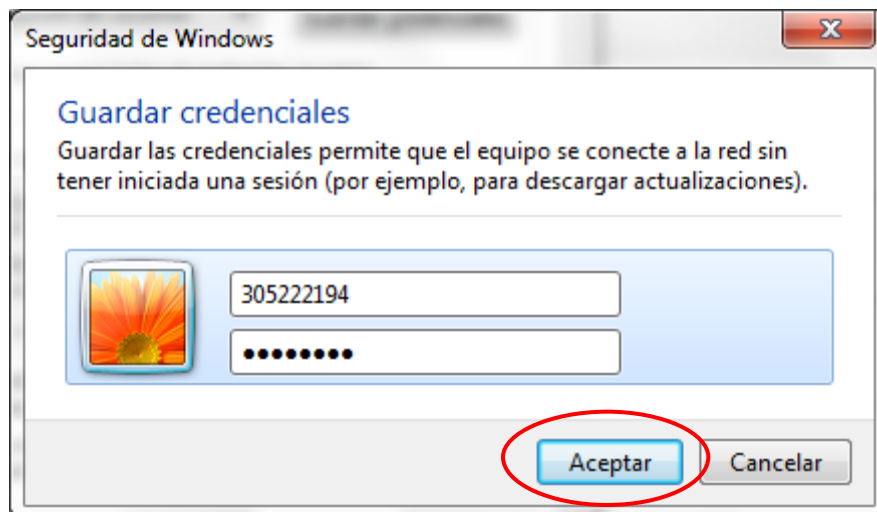 Seguridad de Windows
Guardar credenciales
Guardar las credenciales permite que el equipo se conecte a la red sin
tener iniciada una sesión (por ejemplo, para descargar actualizaciones).
305222194
●●●●●●●●
Aceptar
Cancelar